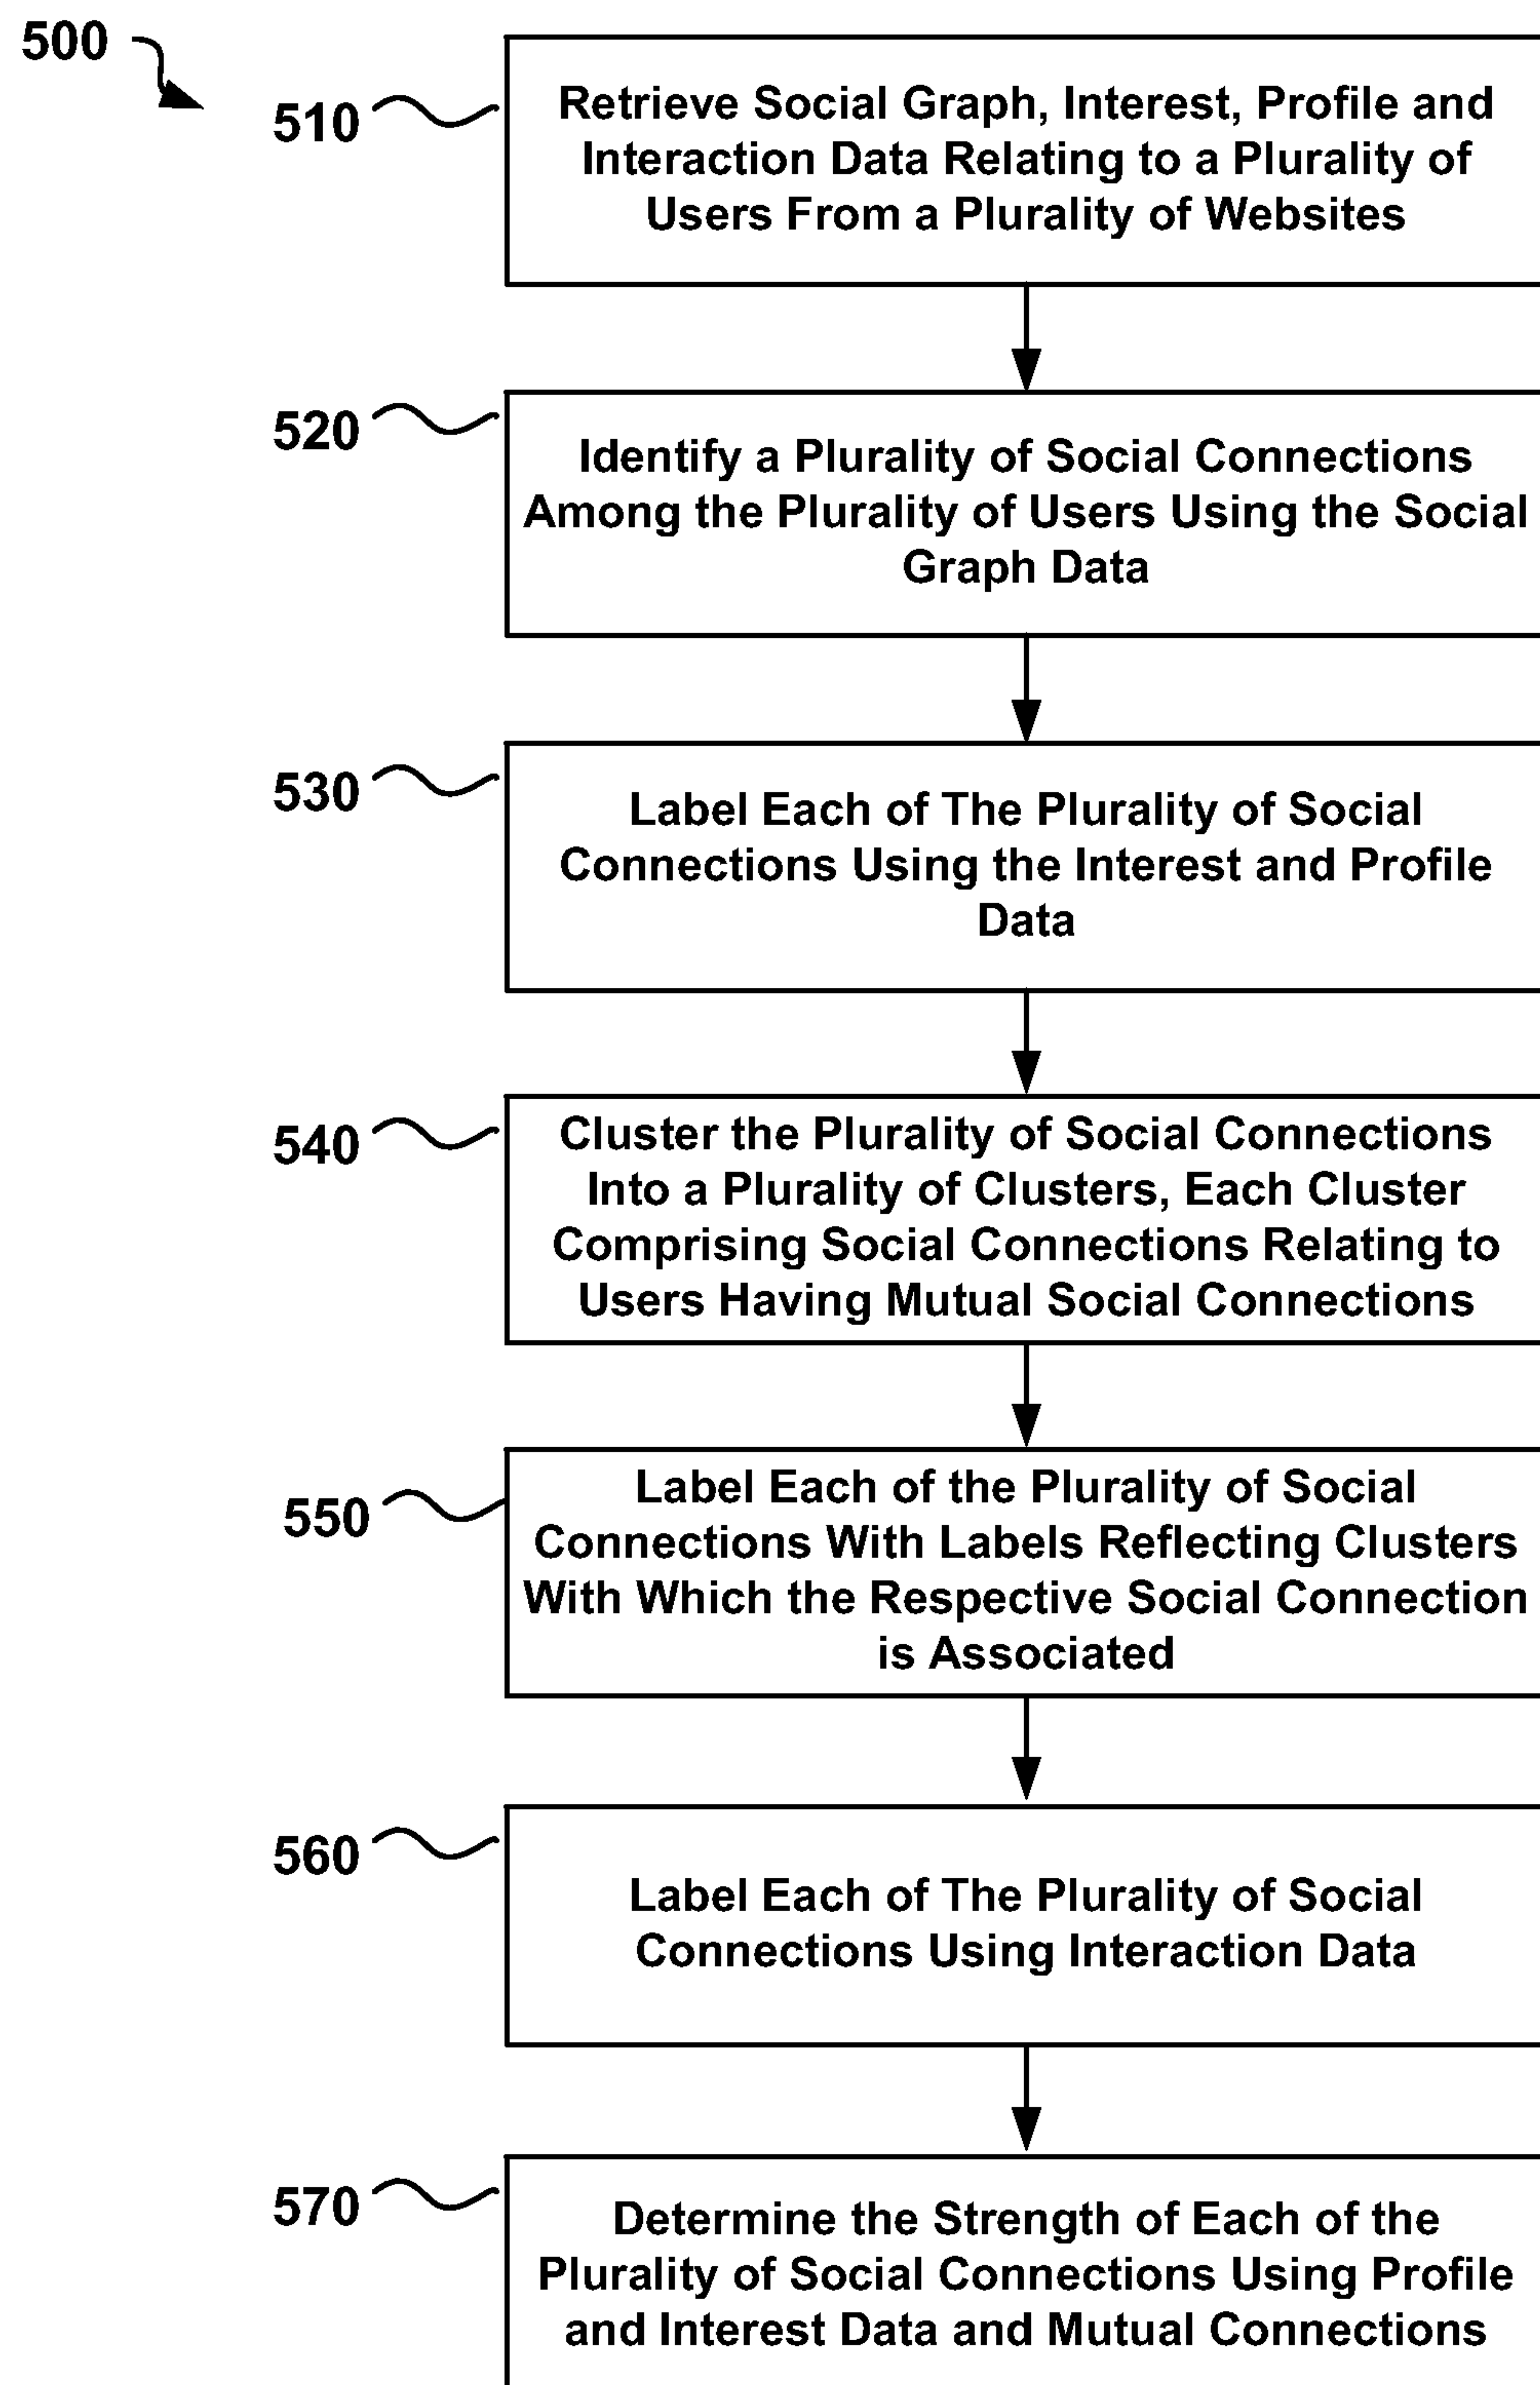 500
510
Retrieve Social Graph, Interest, Profile and
Interaction Data Relating to a Plurality of
Users From a Plurality of Websites
520
Identify a Plurality of Social Connections
Among the Plurality of Users Using the Social
Graph Data
530
Label Each of The Plurality of Social
Connections Using the Interest and Profile
Data
540
Cluster the Plurality of Social Connections
Into a Plurality of Clusters, Each Cluster
Comprising Social Connections Relating to
Users Having Mutual Social Connections
550
Label Each of the Plurality of Social
Connections With Labels Reflecting Clusters
With Which the Respective Social Connection
is Associated
560
Label Each of The Plurality of Social
Connections Using Interaction Data
570
Determine the Strength of Each of the
Plurality of Social Connections Using Profile
and Interest Data and Mutual Connections